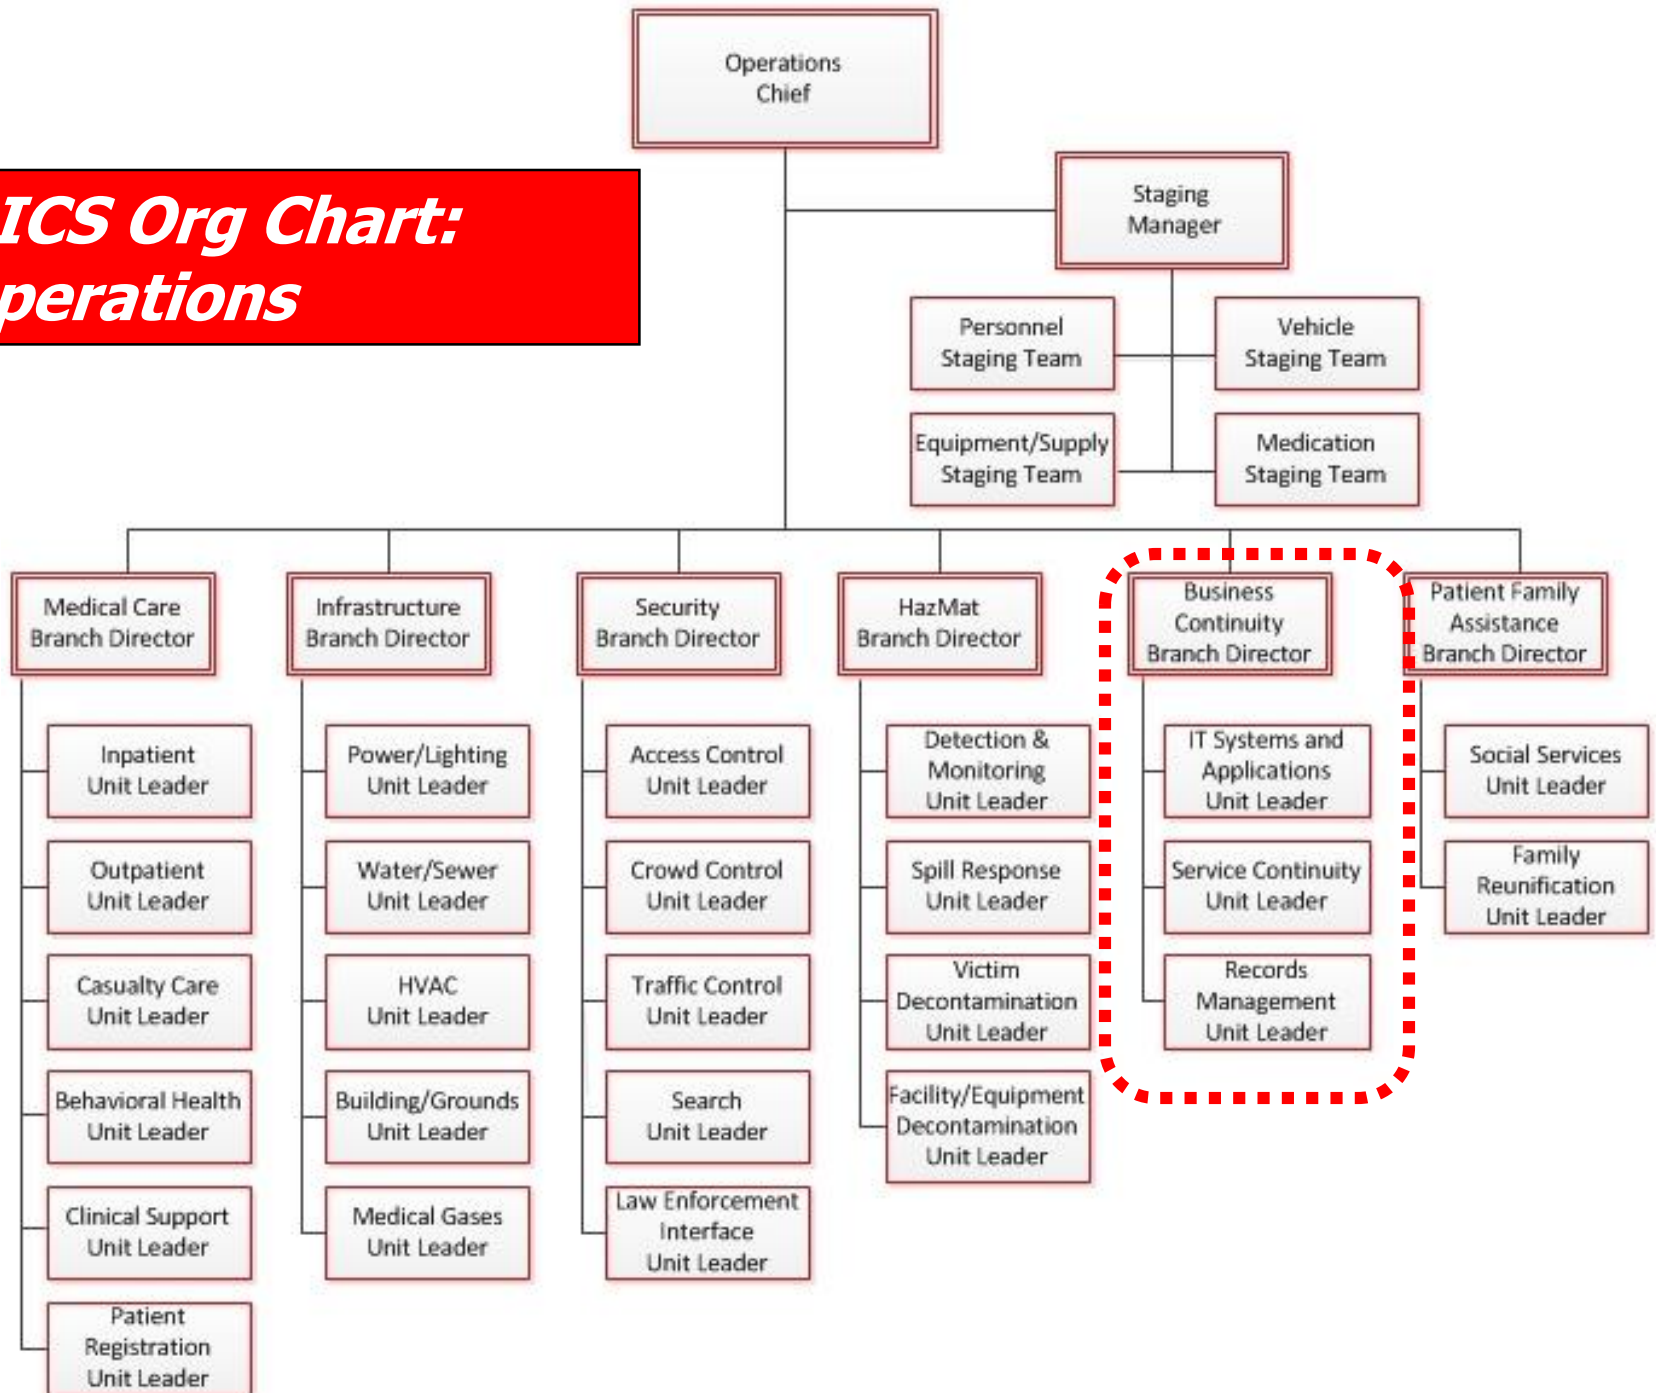 Operations
Chief
ICS Org Chart:
perations
Staging
Manager
Personnel
Staging Team
Vehicle
Staging Team
Equipment/Supply
Staging Team
Medication
Staging Team
Medical Care
Branch Director
Infrastructure
Branch Director
Security
Branch Director
HazMat
Branch Director
Business
Continuity
Branch Director
Patient Family
Assistance
Branch Director
Inpatient
Unit Leader
Outpatient
Unit Leader
Casualty Care
Unit Leader
Behavioral Health
Unit Leader
Clinical Support
Unit Leader
Patient
Registration
Unit Leader
Power/Lighting
Unit Leader
Water/Sewer
Unit Leader
HVAC
Unit Leader
Building/Grounds
Unit Leader
Medical Gases
Unit Leader
Access Control
Unit Leader
Crowd Control
Unit Leader
Traffic Control
Unit Leader
Search
Unit Leader
Law Enforcement
Interface
Unit Leader
Detection &
Monitoring
Unit Leader
Spill Response
Unit Leader
Victim
Decontamination
Unit Leader
Facility/Equipment
Decontamination
Unit Leader
IT Systems and
Applications
Unit Leader
Service Continuity
Unit Leader
Records
Management
Unit Leader
Social Services
Unit Leader
Family
Reunification
Unit Leader